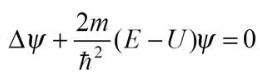 Δψ + 2m/ħ² (E − U)ψ = 0